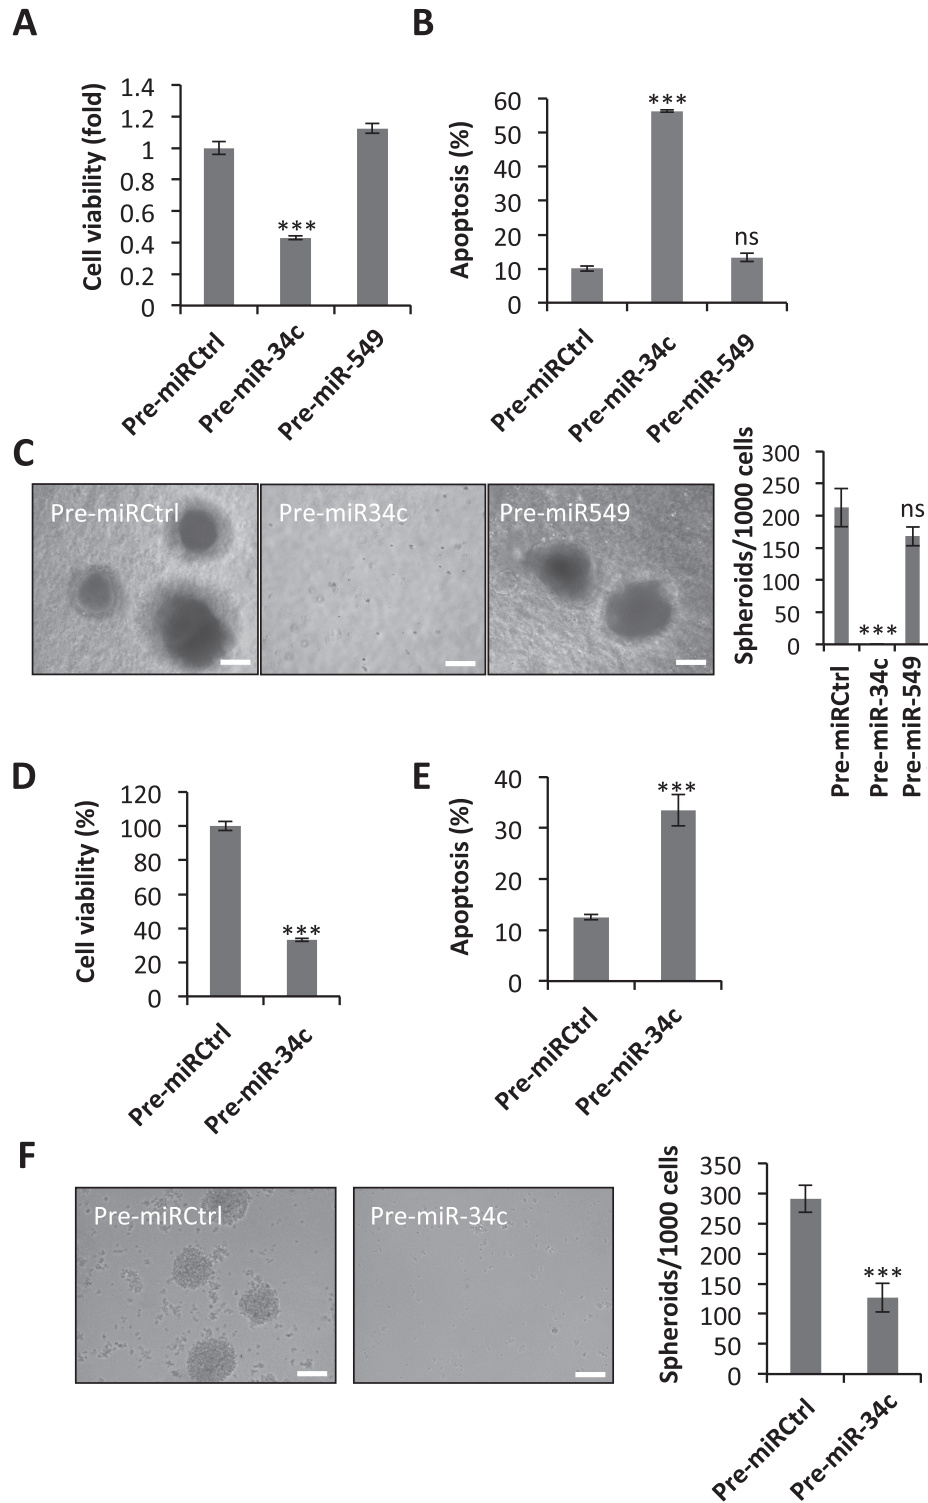 A
Cell viability (fold)
1.4
1.2
1
0.8
0.6
0.4
0.2
0
***
Pre-miRCtrl
Pre-miR-34c
Pre-miR-549
B
Apoptosis (%)
60
50
40
30
20
10
0
***
ns
Pre-miRCtrl
Pre-miR-34c
Pre-miR-549
C
Pre-miRCtrl
Pre-miR34c
Pre-miR549
Spheroids/1000 cells
300
250
200
150
100
50
0
***
ns
Pre-miRCtrl
Pre-miR-34c
Pre-miR-549
D
Cell viability (%)
120
100
80
60
40
20
0
***
Pre-miRCtrl
Pre-miR-34c
E
Apoptosis (%)
40
30
20
10
0
***
Pre-miRCtrl
Pre-miR-34c
F
Pre-miRCtrl
Pre-miR-34c
Spheroids/1000 cells
350
300
250
200
150
100
50
0
***
Pre-miRCtrl
Pre-miR-34c